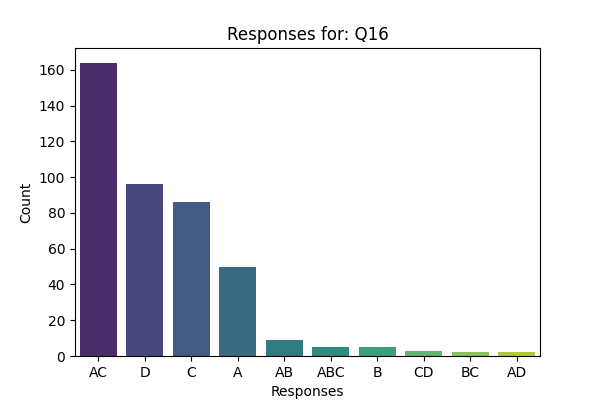 Responses for: Q16
160
140
120
100
80
60
40
20
0
Count
AC D C A AB ABC B CD BC AD
Responses